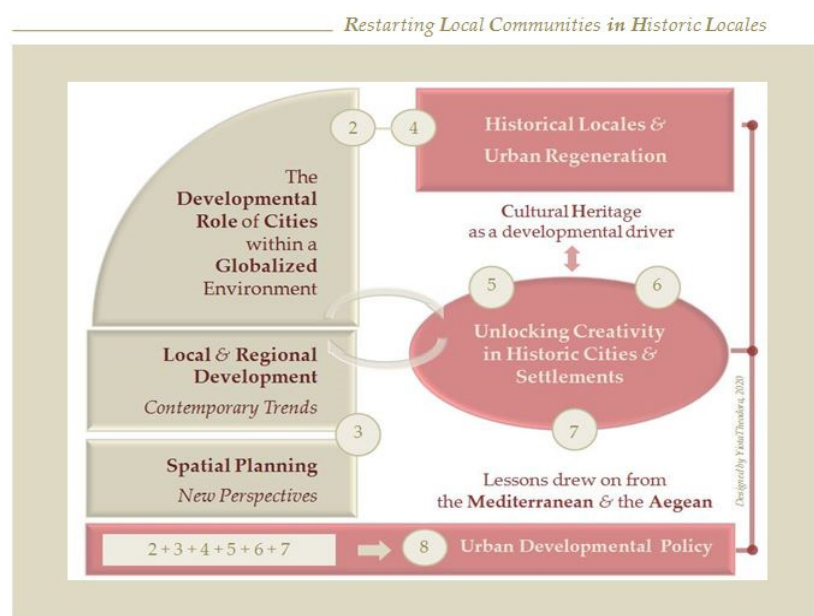 Restarting Local Communities in Historic Locales
2
4
Historical Locales &
Urban Regeneration
The
Developmental
Role of Cities
within a
Globalized
Environment
Cultural Heritage
as a developmental driver
5
6
Unlocking Creativity
in Historic Cities &
Settlements
7
Local & Regional
Development
Contemporary Trends
3
Spatial Planning
New Perspectives
Lessons drew on from
the Mediterranean & the Aegean
Designed by YiotaTheodora, 2020
2 + 3 + 4 + 5 + 6 + 7
8
Urban Developmental Policy